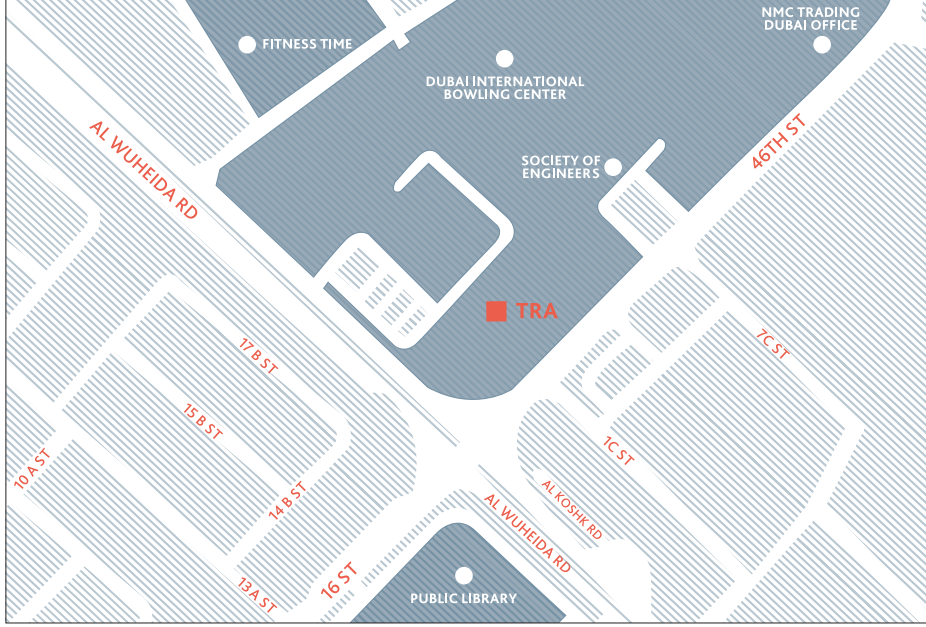 NMC TRADING
DUBAI OFFICE
FITNESS TIME
DUBAI INTERNATIONAL
BOWLING CENTER
AL WUHEIDA RD
46TH ST
SOCIETY OF
ENGINEERS
TRA
17 B ST
7C ST
15 B ST
1C ST
10 A ST
14 B ST
AL KOSHK RD
AL WUHEIDA RD
16 ST
13A ST
PUBLIC LIBRARY